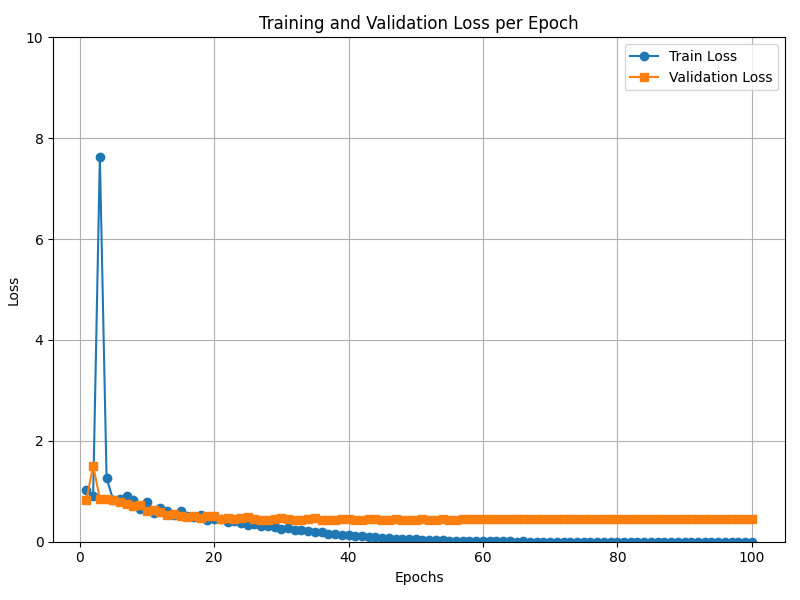 Training and Validation Loss per Epoch
Train Loss
Validation Loss
10
8
6
4
2
0
Loss
0 20 40 60 80 100
Epochs